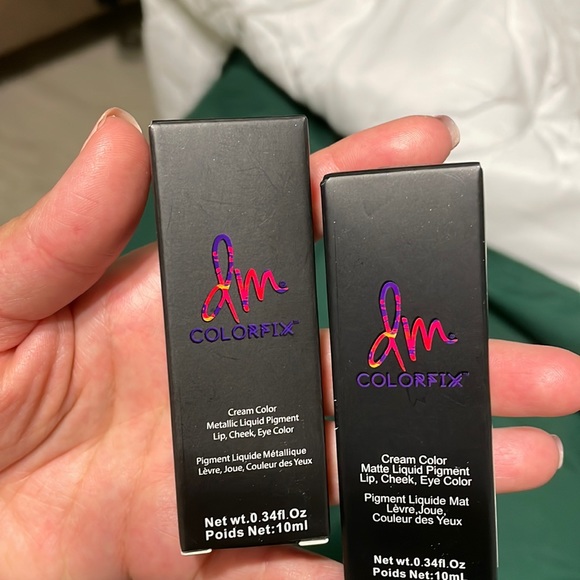 dm.
COLORFIX™
Cream Color
Metallic Liquid Pigment
Lip, Cheek, Eye Color
Pigment Liquide Métallique
Lèvre, Joue, Couleur des Yeux
Net wt.0.34fl.Oz
Poids Net:10ml
dm.
COLORFIX™
Cream Color
Matte Liquid Pigment
Lip, Cheek, Eye Color
Pigment Liquide Mat
Lèvre,Joue,
Couleur des Yeux
Net wt.0.34fl.Oz
Poids Net:10ml